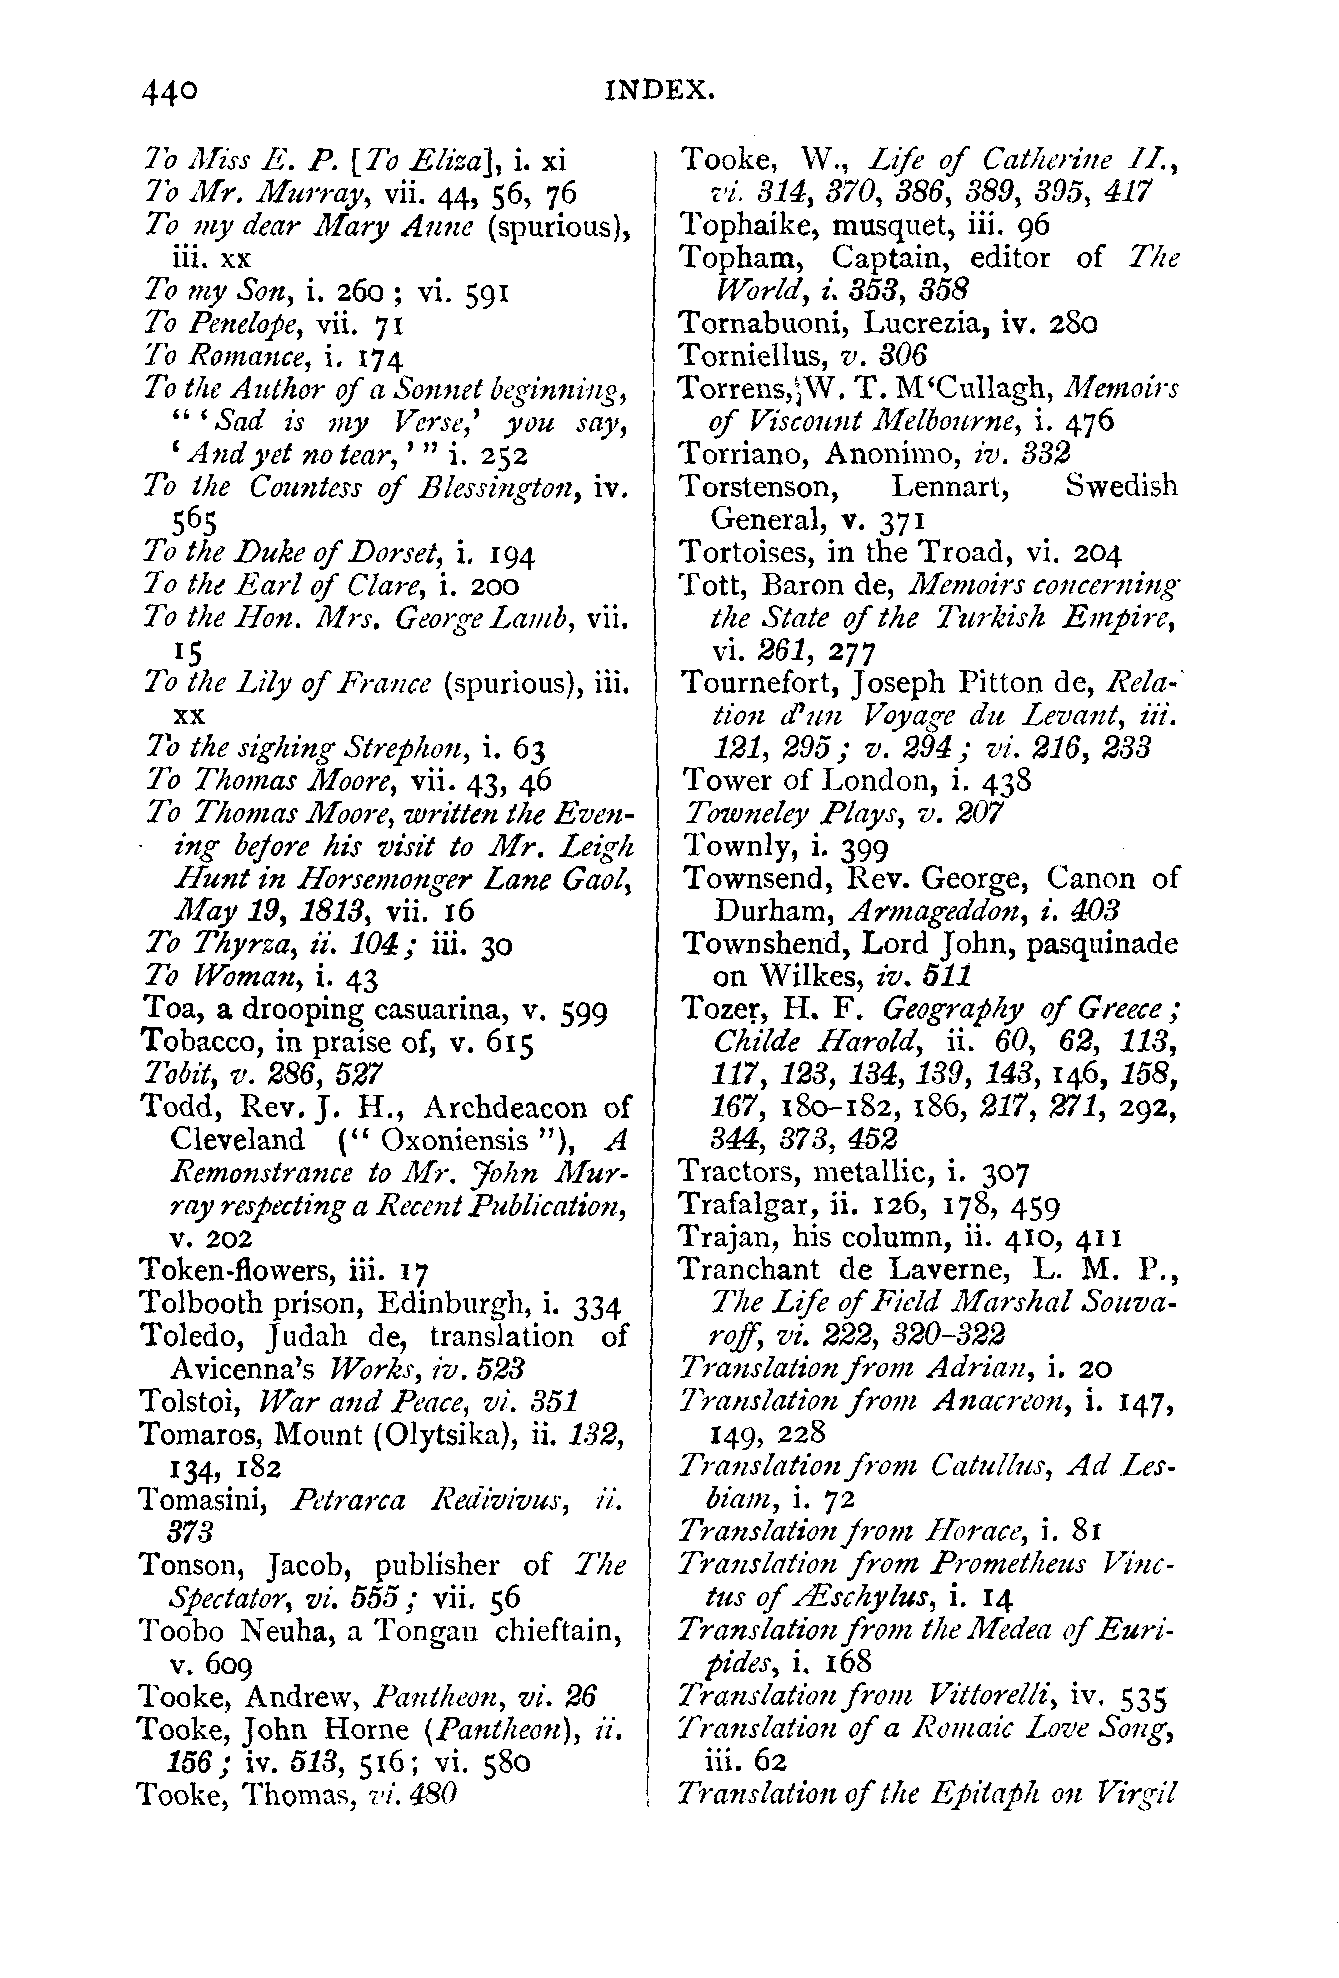 440 INDEX.
To Miss E. P. [To Eliza], i. xi
To Mr. Murray, vii. 44, 56, 76
To my dear Mary Anne (spurious),
iii. xx
To my Son, i. 260 ; vi. 591
To Penelope, vii. 71
To Romance, i. 174
To the Author of a Sonnet beginning,
“ ‘Sad is my Verse,’ you say,
‘And yet no tear,’ ” i. 252
To the Countess of Blessington, iv.
565
To the Duke of Dorset, i. 194
To the Earl of Clare, i. 200
To the Hon. Mrs. George Lamb, vii.
15
To the Lily of France (spurious), iii.
xx
To the sighing Strephon, i. 63
To Thomas Moore, vii. 43, 46
To Thomas Moore, written the Even-
ing before his visit to Mr. Leigh
Hunt in Horsemonger Lane Gaol,
May 19, 1813, vii. 16
To Thyrza, ii. 104 ; iii. 30
To Woman, i. 43
Toa, a drooping casuarina, v. 599
Tobacco, in praise of, v. 615
Tobit, v. 286, 527
Todd, Rev. J. H., Archdeacon of
Cleveland (“ Oxoniensis ”), A
Remonstrance to Mr. John Mur-
ray respecting a Recent Publication,
v. 202
Token-flowers, iii. 17
Tolbooth prison, Edinburgh, i. 334
Toledo, Judah de, translation of
Avicenna's Works, iv. 523
Tolstoi, War and Peace, vi. 351
Tomaros, Mount (Olytsika), ii. 132,
134, 182
Tomasini, Petrarca Redivivus, ii.
373
Tonson, Jacob, publisher of The
Spectator, vi. 555 ; vii. 56
Toobo Neuha, a Tongan chieftain,
v. 609
Tooke, Andrew, Pantheon, vi. 26
Tooke, John Horne (Pantheon), ii.
156 ; iv. 513, 516 ; vi. 580
Tooke, Thomas, vi. 480
Tooke, W., Life of Catherine II.,
vi. 314, 370, 386, 389, 395, 417
Tophaike, musquet, iii. 96
Topham, Captain, editor of The
World, i. 353, 358
Tornabuoni, Lucrezia, iv. 280
Torniellus, v. 306
Torrens, W. T. M‘Cullagh, Memoirs
of Viscount Melbourne, i. 476
Torriano, Anonimo, iv. 332
Torstenson, Lennart, Swedish
General, v. 371
Tortoises, in the Troad, vi. 204
Tott, Baron de, Memoirs concerning
the State of the Turkish Empire,
vi. 261, 277
Tournefort, Joseph Pitton de, Rela-
tion d'un Voyage du Levant, iii.
121, 295 ; v. 294 ; vi. 216, 233
Tower of London, i. 438
Towneley Plays, v. 207
Townly, i. 399
Townsend, Rev. George, Canon of
Durham, Armageddon, i. 403
Townshend, Lord John, pasquinade
on Wilkes, iv. 511
Tozer, H. F. Geography of Greece ;
Childe Harold, ii. 60, 62, 113,
117, 123, 134, 139, 143, 146, 158,
167, 180–182, 186, 217, 271, 292,
344, 373, 452
Tractors, metallic, i. 307
Trafalgar, ii. 126, 178, 459
Trajan, his column, ii. 410, 411
Tranchant de Laverne, L. M. P.,
The Life of Field Marshal Souva-
roff, vi. 222, 320–322
Translation from Adrian, i. 20
Translation from Anacreon, i. 147,
149, 228
Translation from Catullus, Ad Les-
biam, i. 72
Translation from Horace, i. 81
Translation from Prometheus Vinc-
tus of Æschylus, i. 14
Translation from the Medea of Euri-
pides, i. 168
Translation from Vittorelli, iv. 535
Translation of a Romaic Love Song,
iii. 62
Translation of the Epitaph on Virgil